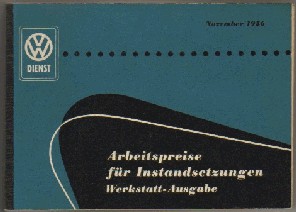 November 1956
VW
DIENST
Arbeitspreise
für Instandsetzungen
Werkstatt-Ausgabe